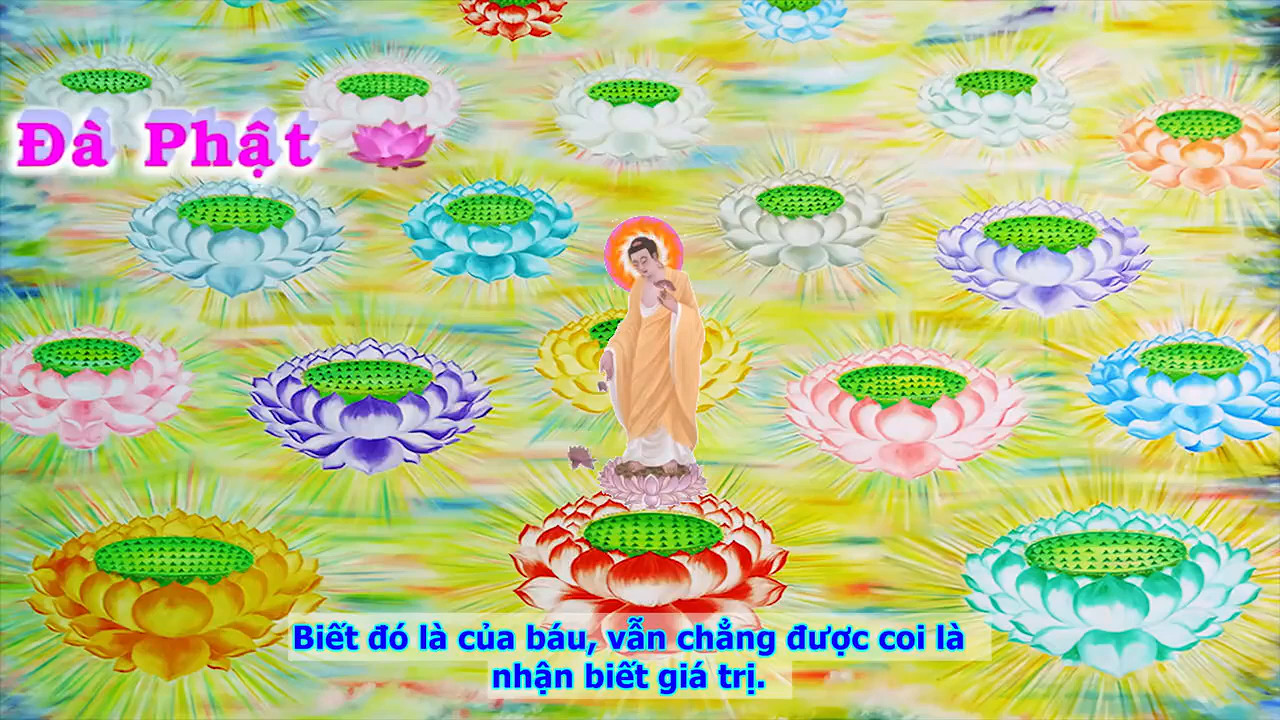 Đà Phật
Biết đó là của báu, vẫn chẳng được coi là
nhận biết giá trị.